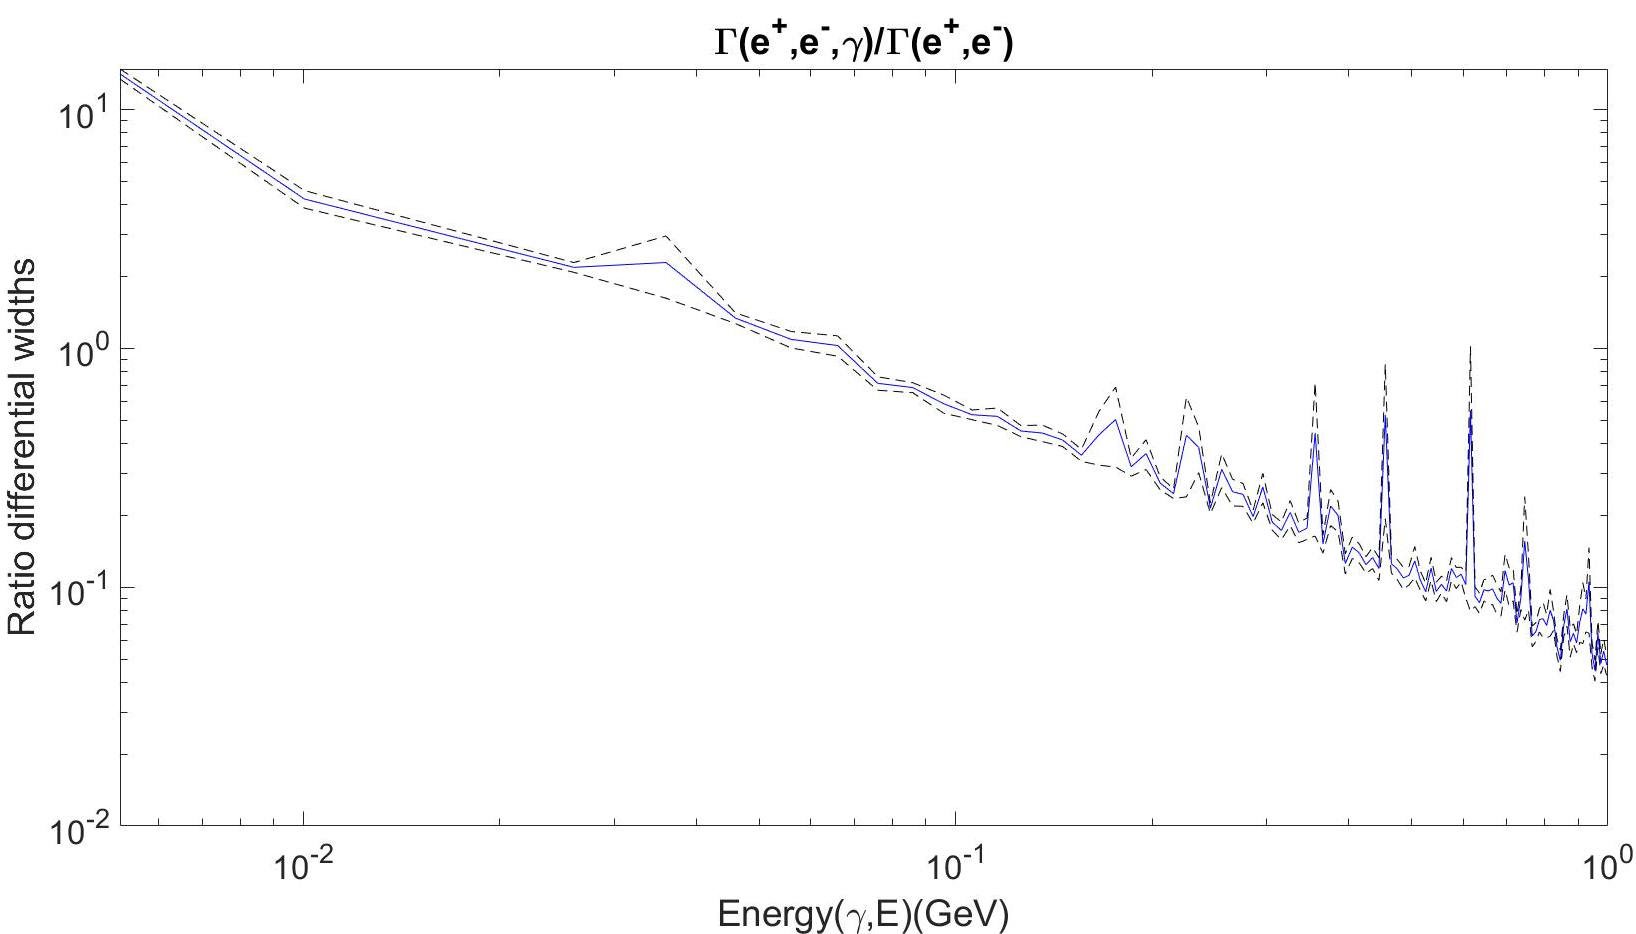 Γ(e⁺,e⁻,γ)/Γ(e⁺,e⁻)
Ratio differential widths
10¹
10⁰
10⁻¹
10⁻²
10⁻²
10⁻¹
10⁰
Energy(γ,E)(GeV)